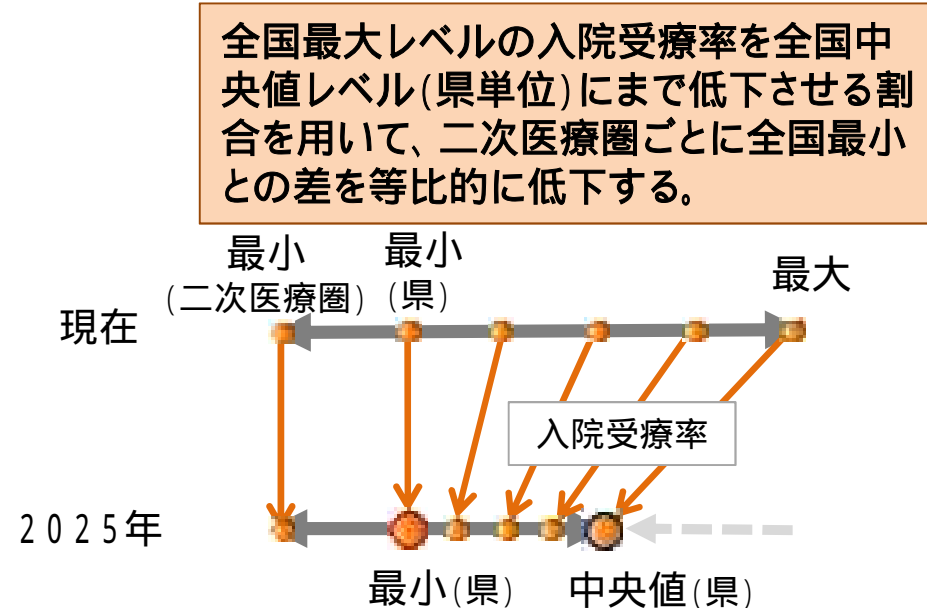 全国最大レベルの入院受療率を全国中
央値レベル(県単位)にまで低下させる割
合を用いて、二次医療圏ごとに全国最小
との差を等比的に低下する。
最小
(二次医療圏)
最小
(県)
最大
現在
入院受療率
2025年
最小(県)
中央値(県)